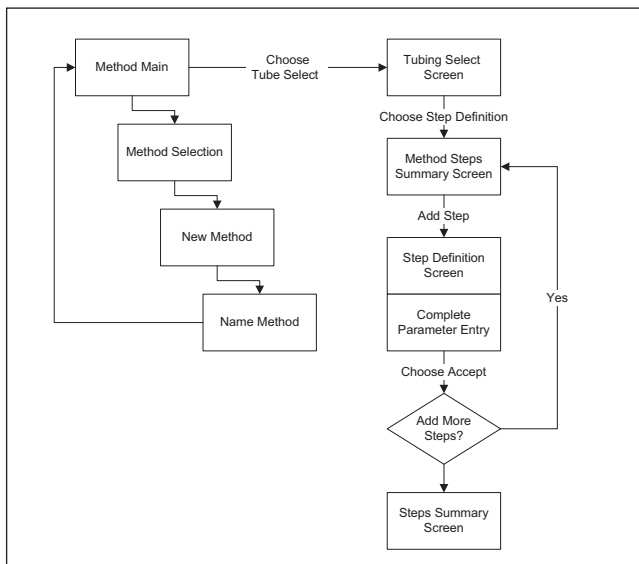 Method Main
Choose
Tube Select
Tubing Select
Screen
Choose Step Definition
Method Selection
Method Steps
Summary Screen
Add Step
New Method
Step Definition
Screen
Yes
Name Method
Complete
Parameter Entry
Choose Accept
Add More
Steps?
Steps Summary
Screen